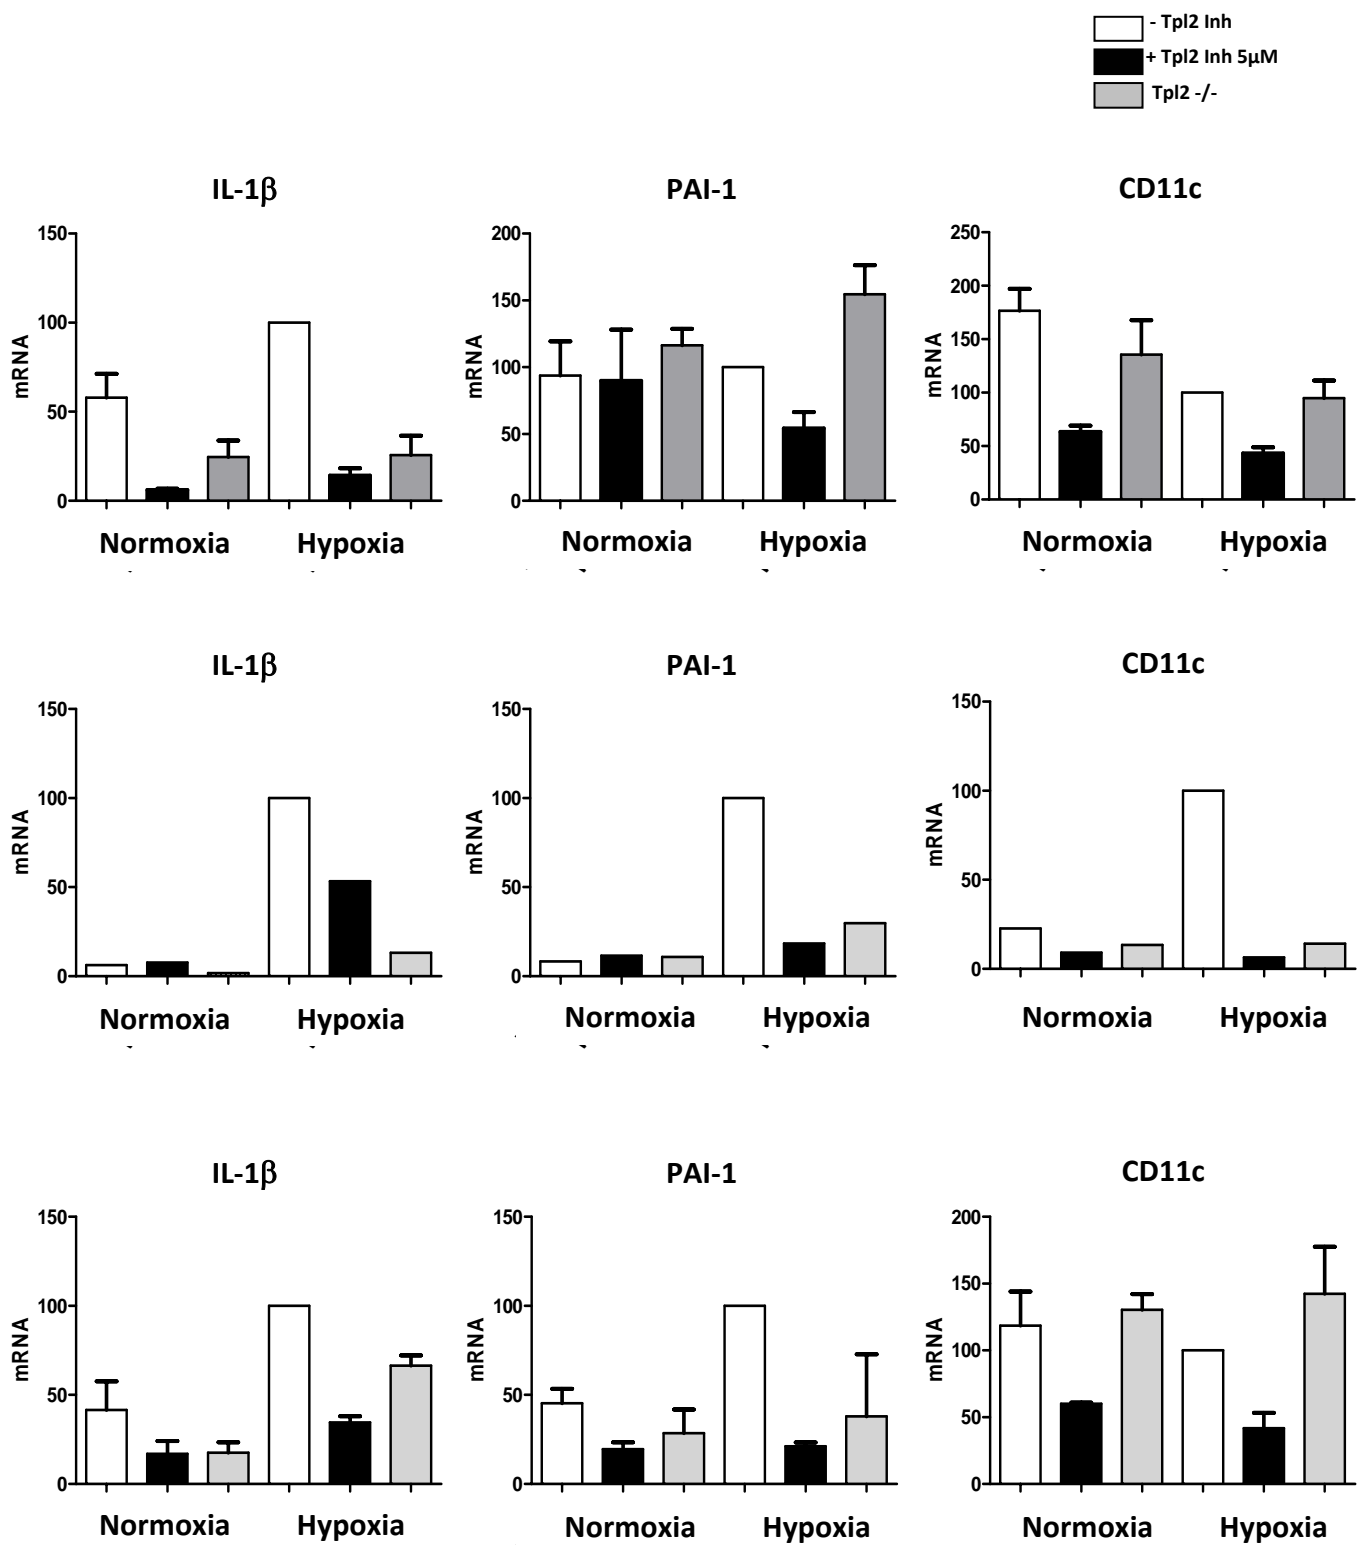 - Tpl2 Inh
+ Tpl2 Inh 5µM
Tpl2 -/-
IL-1β
PAI-1
CD11c
150
100
50
0
mRNA
Normoxia Hypoxia
200
150
100
50
0
mRNA
Normoxia Hypoxia
250
200
150
100
50
0
mRNA
Normoxia Hypoxia
IL-1β
PAI-1
CD11c
150
100
50
0
mRNA
Normoxia Hypoxia
150
100
50
0
mRNA
Normoxia Hypoxia
150
100
50
0
mRNA
Normoxia Hypoxia
IL-1β
PAI-1
CD11c
150
100
50
0
mRNA
Normoxia Hypoxia
150
100
50
0
mRNA
Normoxia Hypoxia
200
150
100
50
0
mRNA
Normoxia Hypoxia